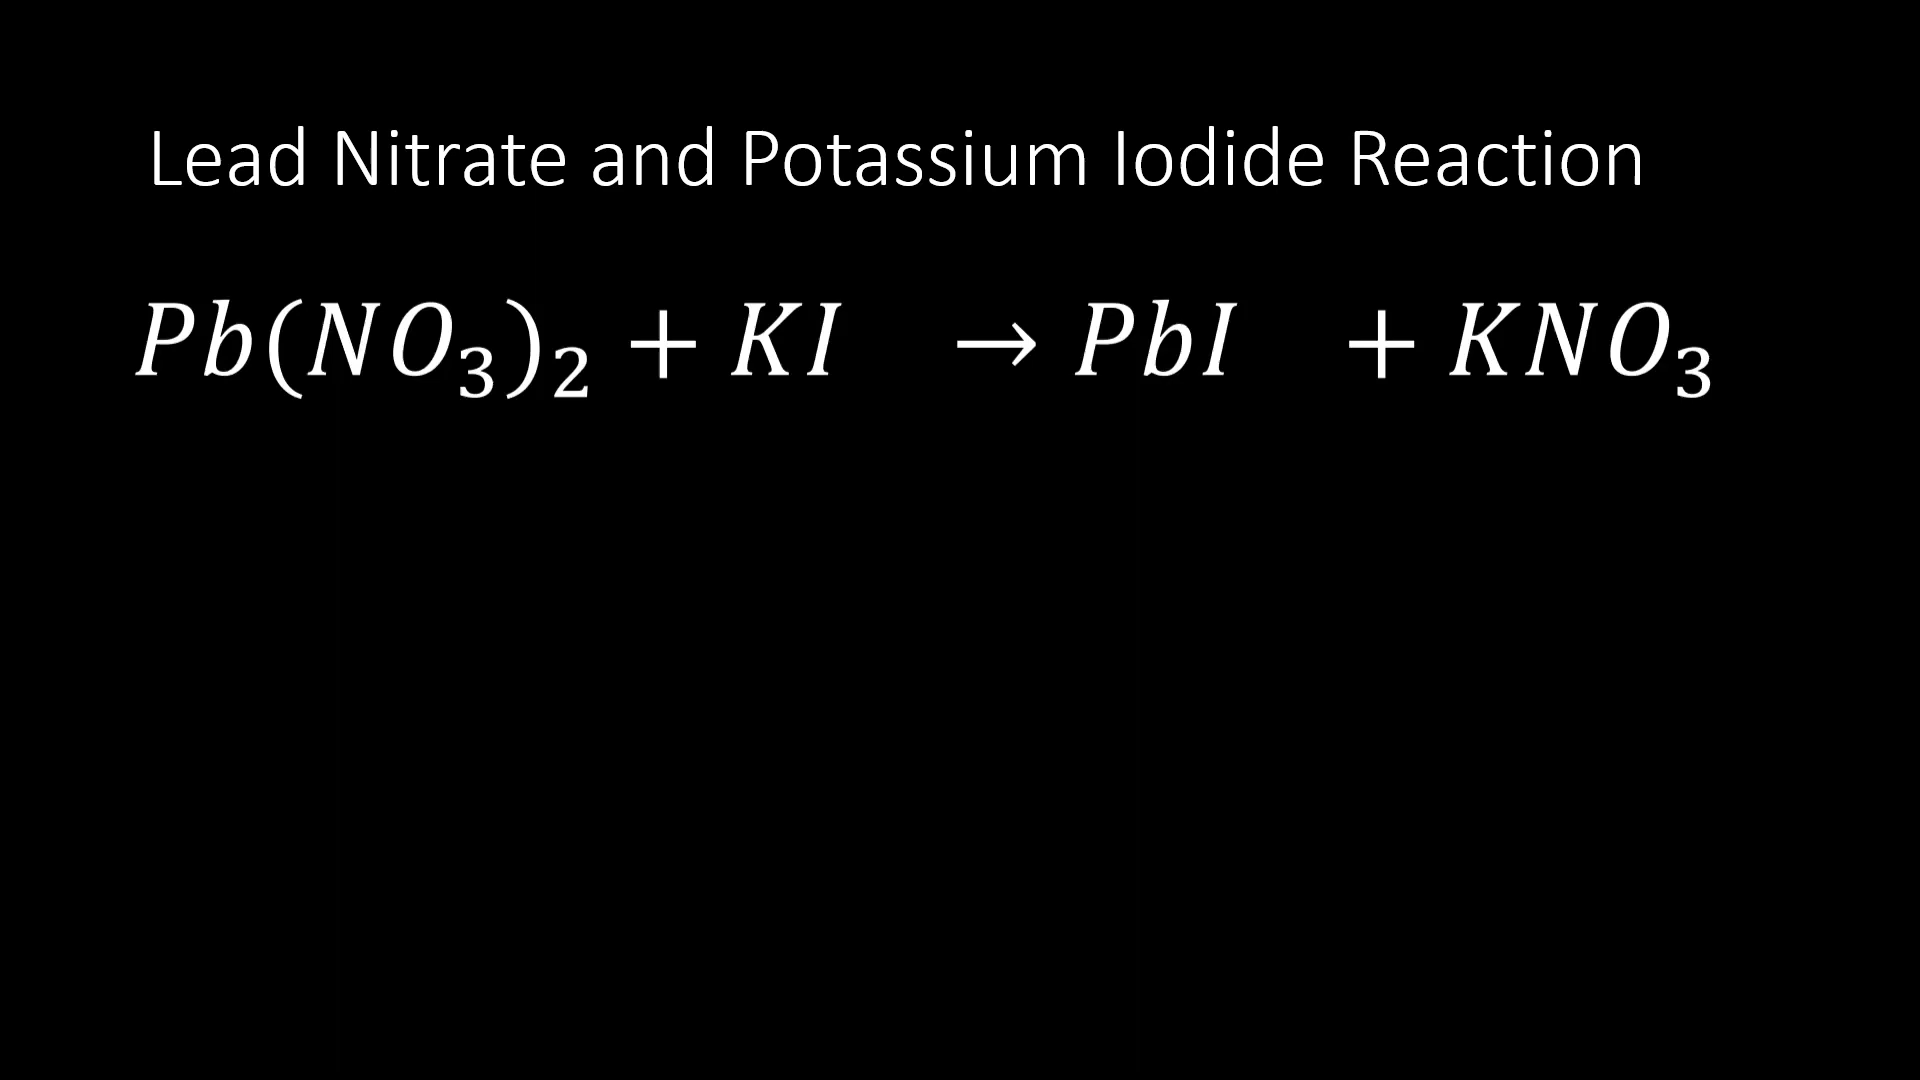 Lead Nitrate and Potassium Iodide Reaction
Pb(NO₃)₂ + KI → PbI + KNO₃